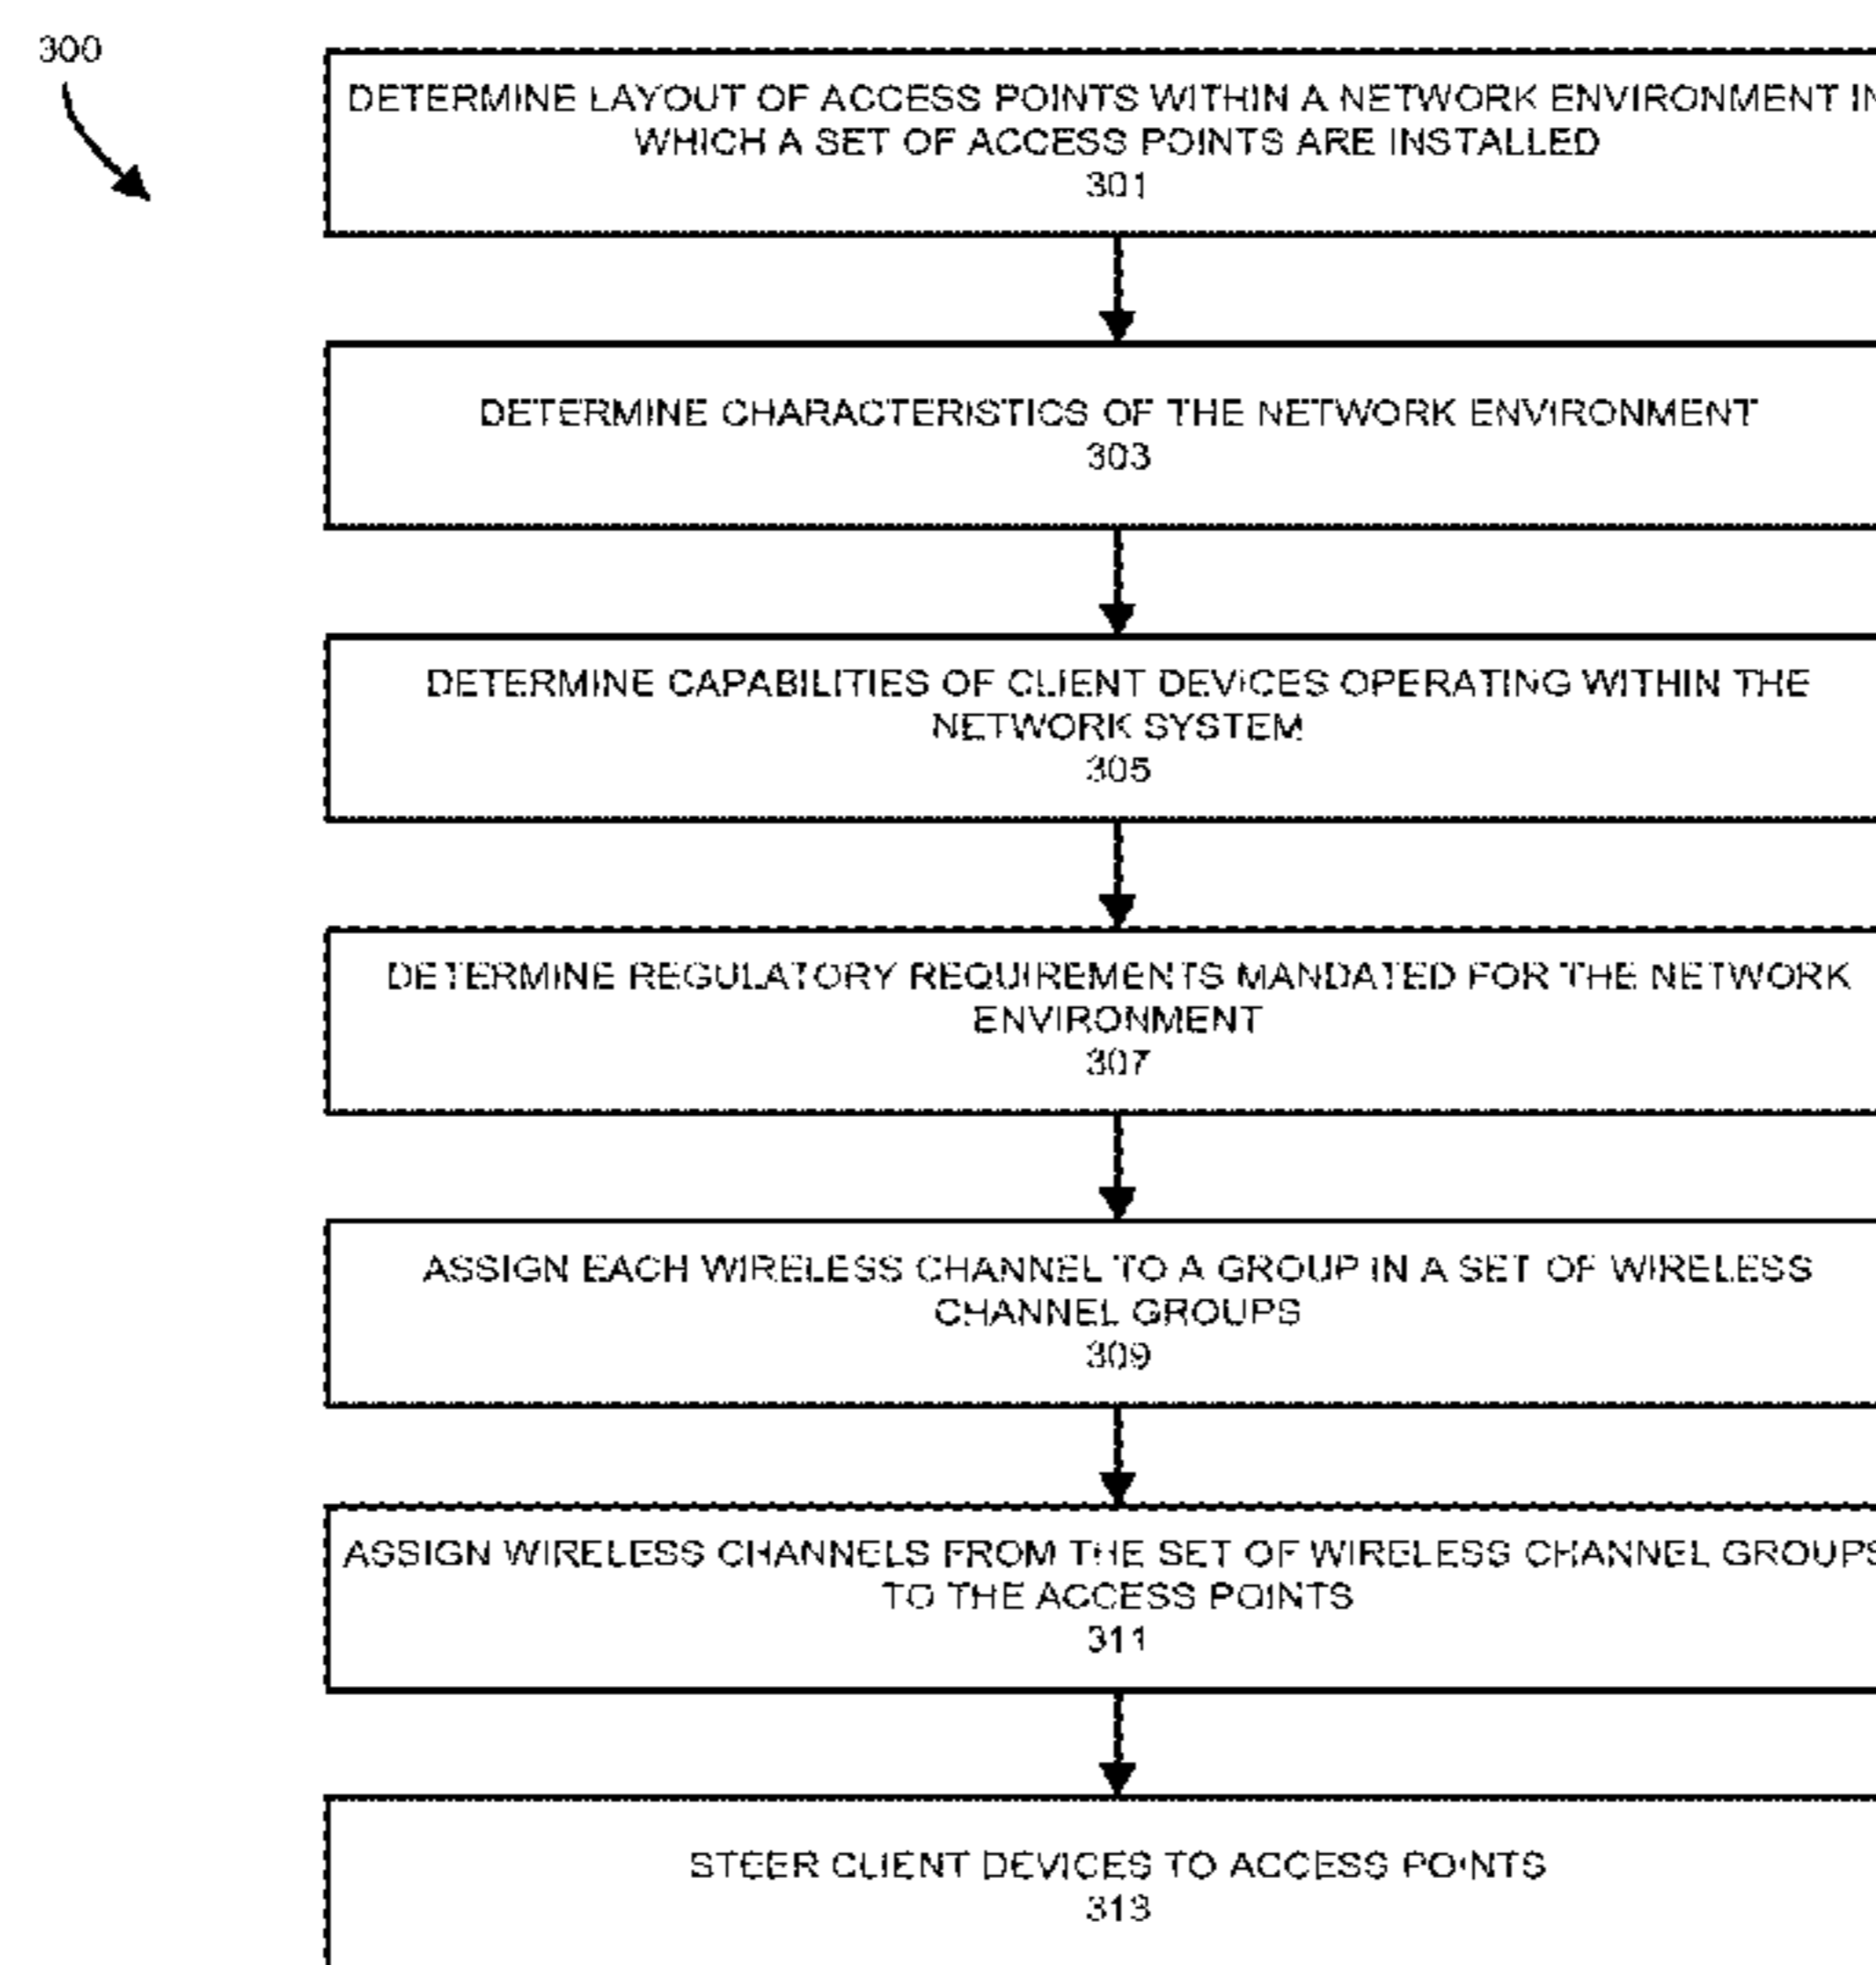 300
DETERMINE LAYOUT OF ACCESS POINTS WITHIN A NETWORK ENVIRONMENT IN
WHICH A SET OF ACCESS POINTS ARE INSTALLED
301
DETERMINE CHARACTERISTICS OF THE NETWORK ENVIRONMENT
303
DETERMINE CAPABILITIES OF CLIENT DEVICES OPERATING WITHIN THE
NETWORK SYSTEM
305
DETERMINE REGULATORY REQUIREMENTS MANDATED FOR THE NETWORK
ENVIRONMENT
307
ASSIGN EACH WIRELESS CHANNEL TO A GROUP IN A SET OF WIRELESS
CHANNEL GROUPS
309
ASSIGN WIRELESS CHANNELS FROM THE SET OF WIRELESS CHANNEL GROUPS
TO THE ACCESS POINTS
311
STEER CLIENT DEVICES TO ACCESS POINTS
313